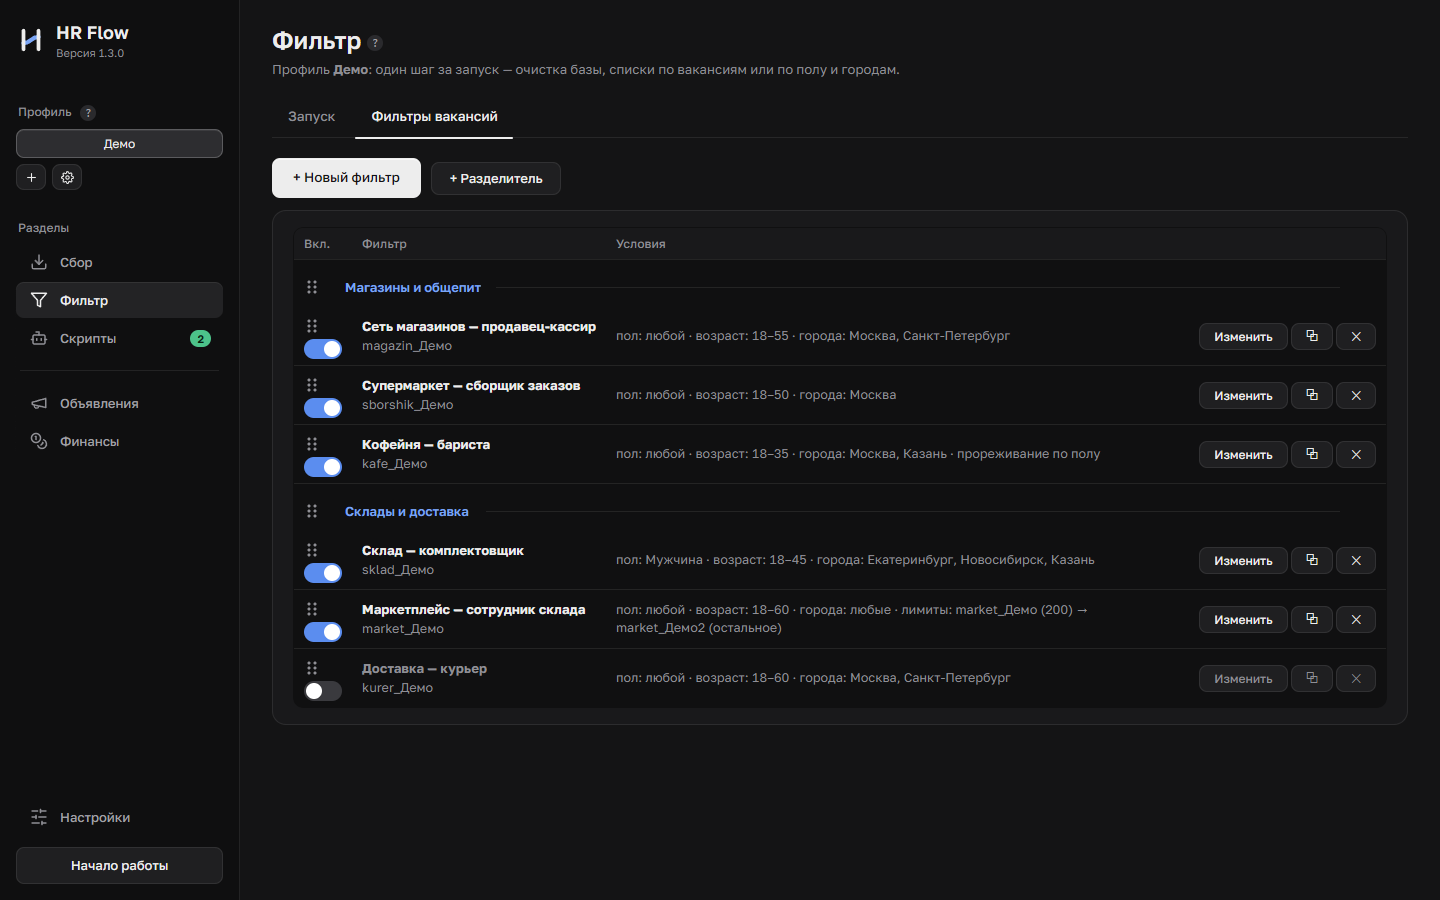 HR Flow
Версия 1.3.0
Профиль ?
Демо
+
Разделы
Сбор
Фильтр
Скрипты 2
Объявления
Финансы
Настройки
Начало работы
Фильтр ?
Профиль Демо: один шаг за запуск — очистка базы, списки по вакансиям или по полу и городам.
Запуск Фильтры вакансий
+ Новый фильтр + Разделитель
Вкл. Фильтр Условия
Магазины и общепит
Сеть магазинов — продавец-кассир
magazin_Демо
пол: любой · возраст: 18–55 · города: Москва, Санкт-Петербург
Изменить
Супермаркет — сборщик заказов
sborshik_Демо
пол: любой · возраст: 18–50 · города: Москва
Изменить
Кофейня — бариста
kafe_Демо
пол: любой · возраст: 18–35 · города: Москва, Казань · прореживание по полу
Изменить
Склады и доставка
Склад — комплектовщик
sklad_Демо
пол: Мужчина · возраст: 18–45 · города: Екатеринбург, Новосибирск, Казань
Изменить
Маркетплейс — сотрудник склада
market_Демо
пол: любой · возраст: 18–60 · города: любые · лимиты: market_Демо (200) →
market_Демо2 (остальное)
Изменить
Доставка — курьер
kurer_Демо
пол: любой · возраст: 18–60 · города: Москва, Санкт-Петербург
Изменить